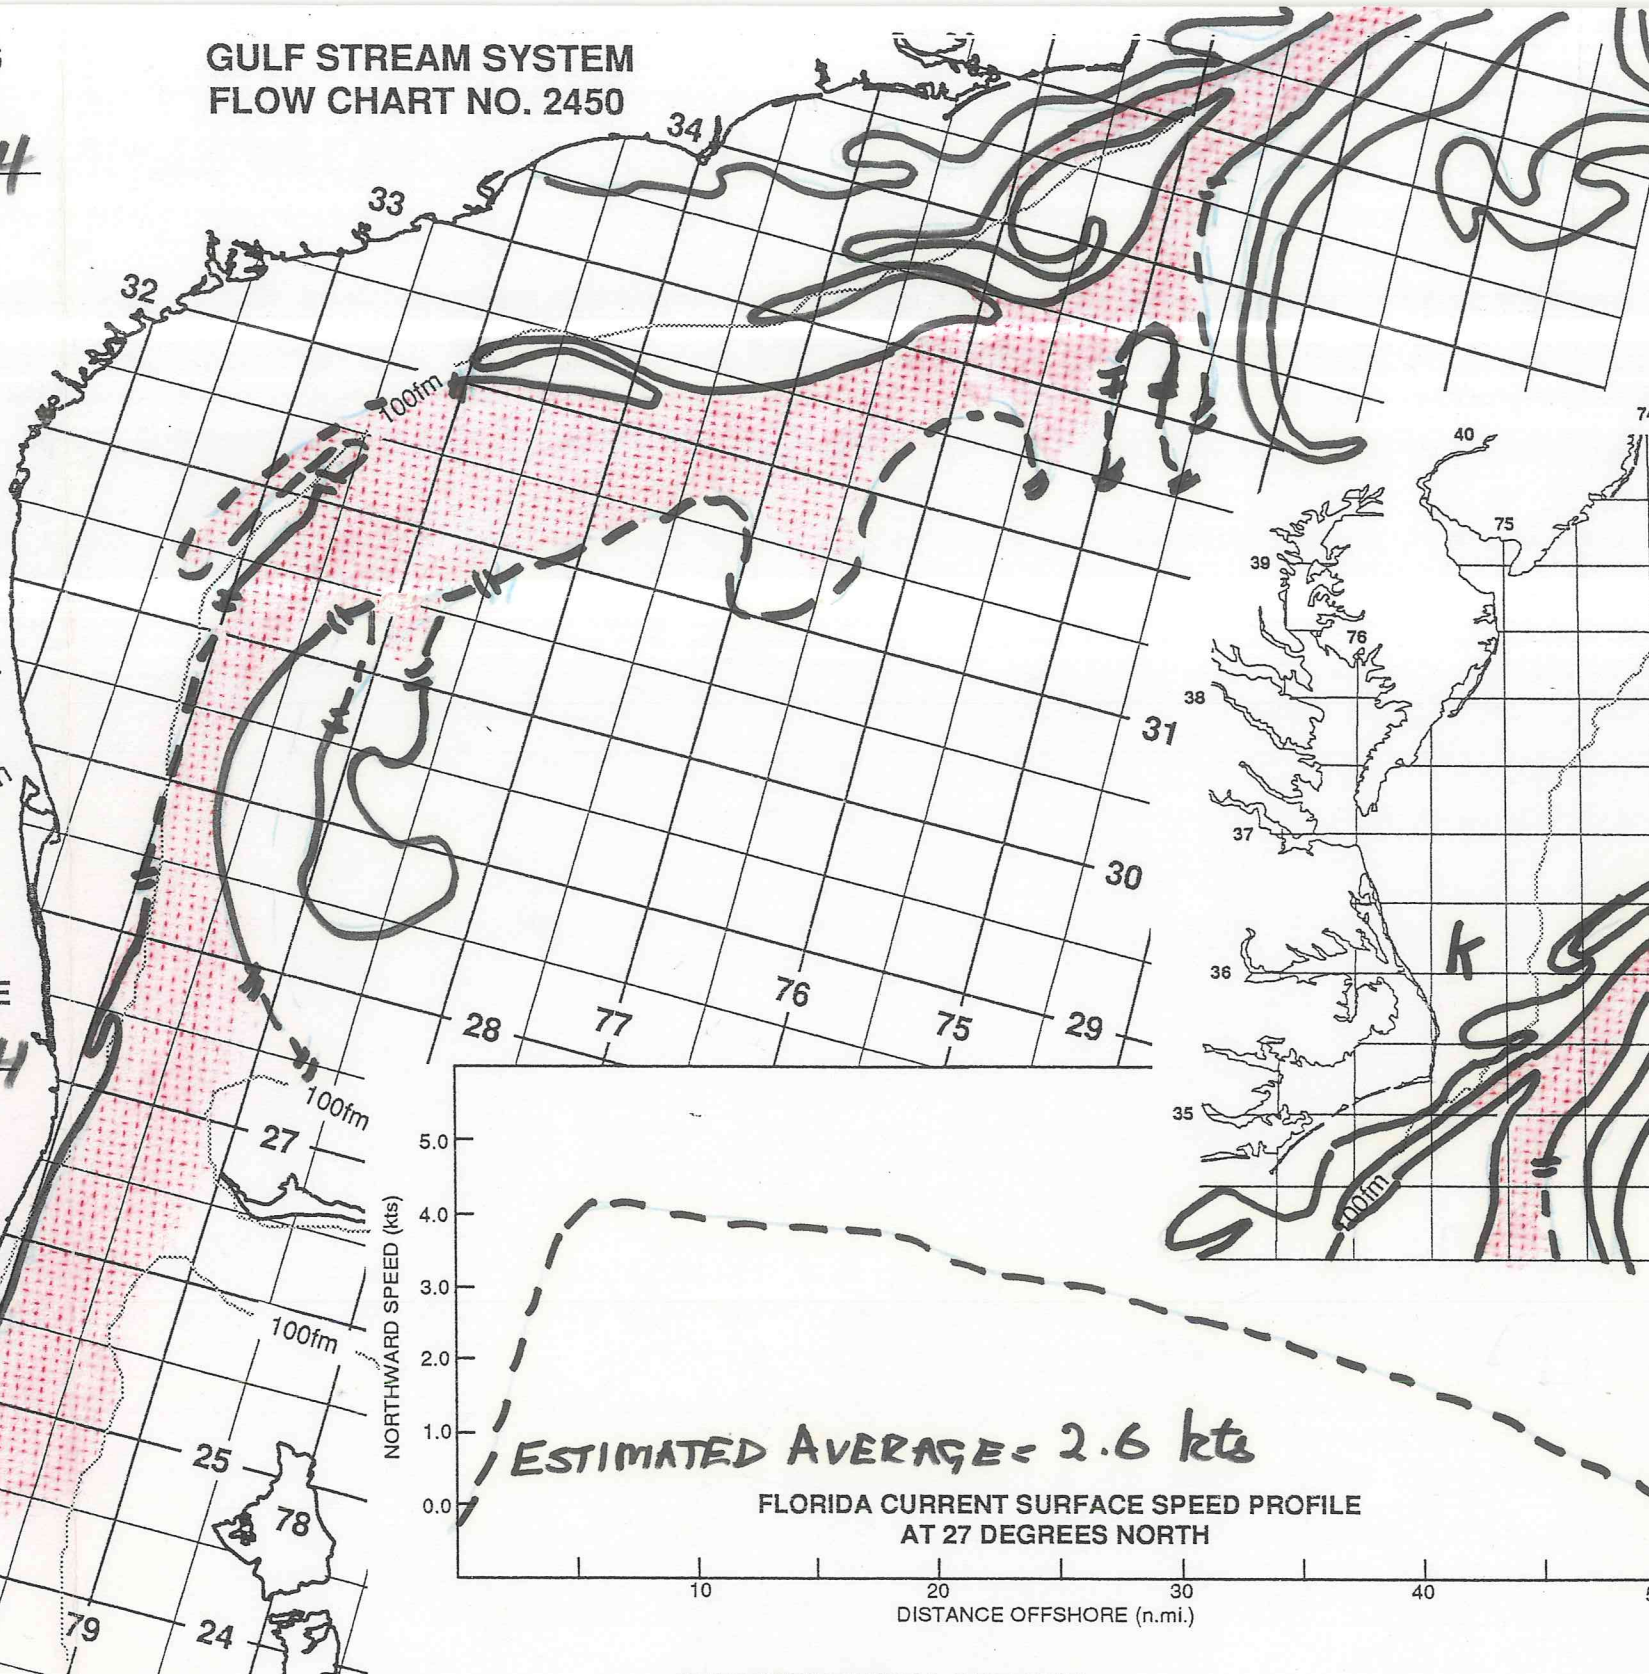 GULF STREAM SYSTEM
FLOW CHART NO. 2450
34
33
32
100fm
31
30
29
28
77
76
75
100fm
27
100fm
25
78
24
79
40
39
75
76
38
37
36
K
35
100fm
NORTHWARD SPEED (kts)
5.0
4.0
3.0
2.0
1.0
0.0
ESTIMATED AVERAGE= 2.6 kts
FLORIDA CURRENT SURFACE SPEED PROFILE
AT 27 DEGREES NORTH
10
20
30
40
DISTANCE OFFSHORE (n.mi.)